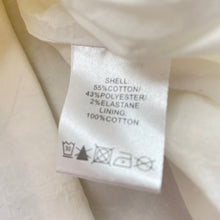 SHELL:
55%COTTON/
43%POLYESTER/
2%ELASTANE
LINING:
100%COTTON